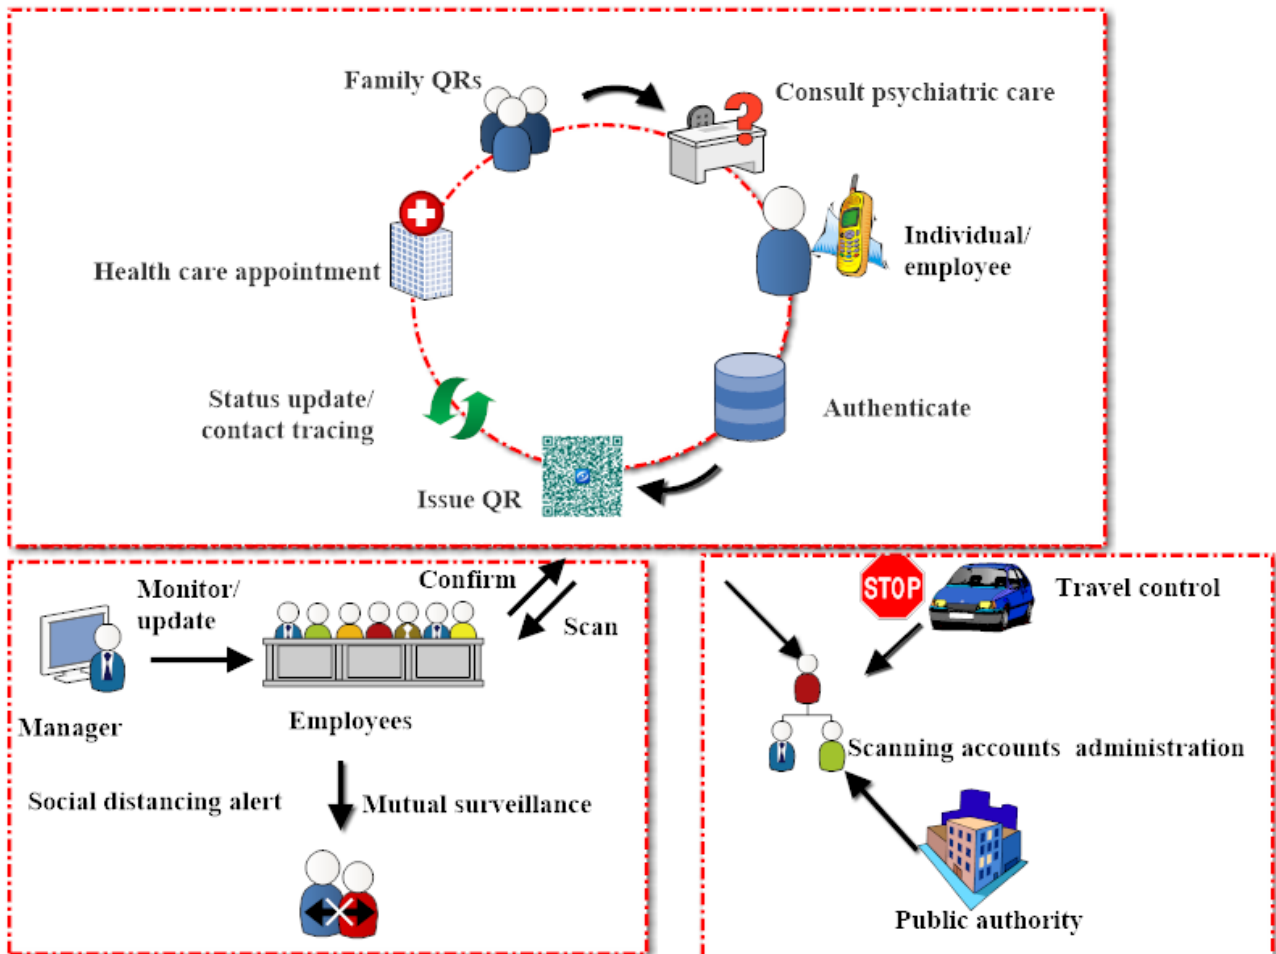 Family QRs
Consult psychiatric care
Individual/
employee
Health care appointment
Status update/
contact tracing
Authenticate
Issue QR
Monitor/
update
Confirm
Scan
Manager
Employees
Social distancing alert
Mutual surveillance
STOP
Travel control
Scanning accounts administration
Public authority